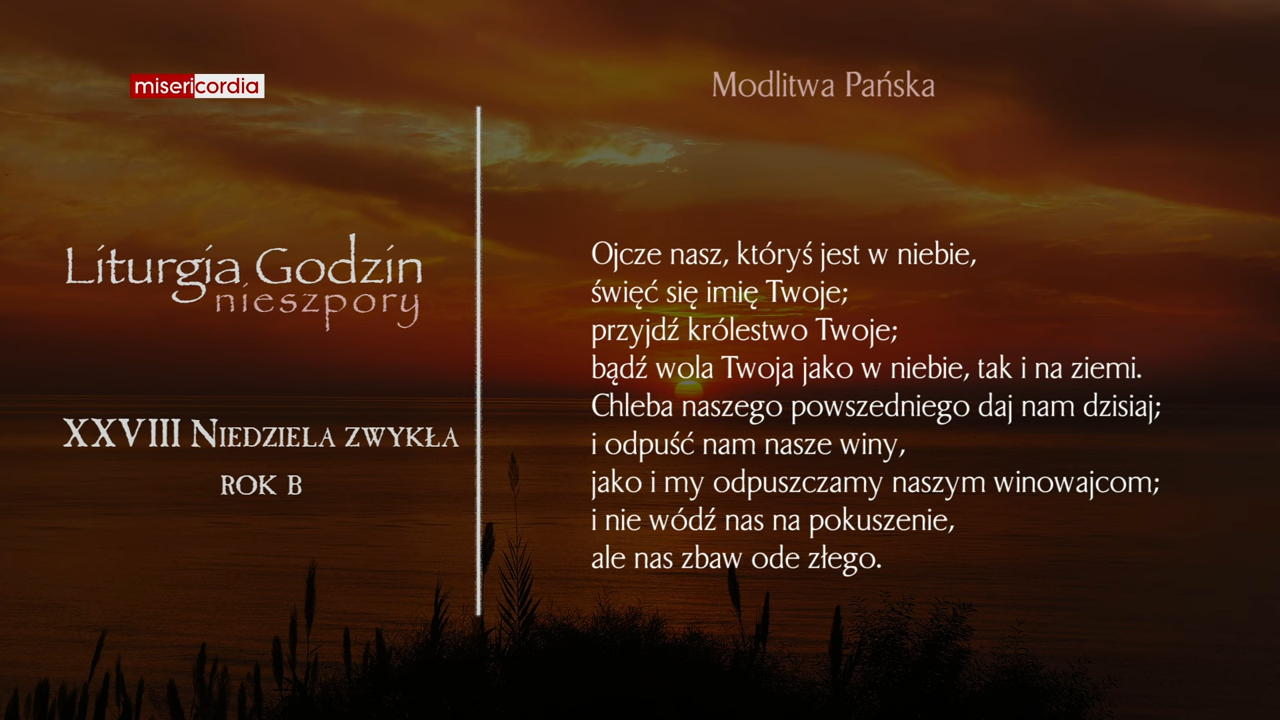 misericordia
Liturgia Godzin
nieszpory
XXVIII Niedziela zwykła
rok B
Modlitwa Pańska
Ojcze nasz, któryś jest w niebie,
święć się imię Twoje;
przyjdź królestwo Twoje;
bądź wola Twoja jako w niebie, tak i na ziemi.
Chleba naszego powszedniego daj nam dzisiaj;
i odpuść nam nasze winy,
jako i my odpuszczamy naszym winowajcom;
i nie wódź nas na pokuszenie,
ale nas zbaw ode złego.